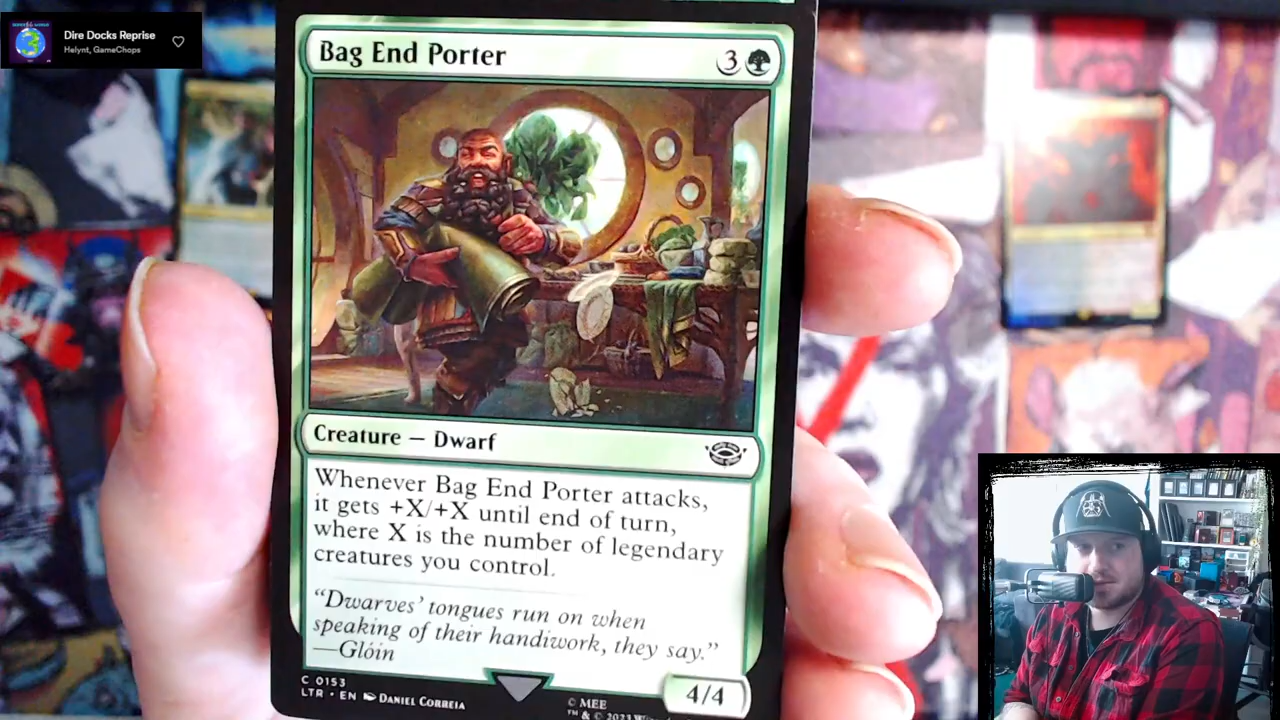 Dire Docks Reprise
Helynt, GameChops
Bag End Porter
3
Creature — Dwarf
Whenever Bag End Porter attacks,
it gets +X/+X until end of turn,
where X is the number of legendary
creatures you control.
“Dwarves’ tongues run on when
speaking of their handiwork, they say.”
—Glóin
C 0153
LTR • EN Daniel Correia
© MEE
™ & © 2023
4/4